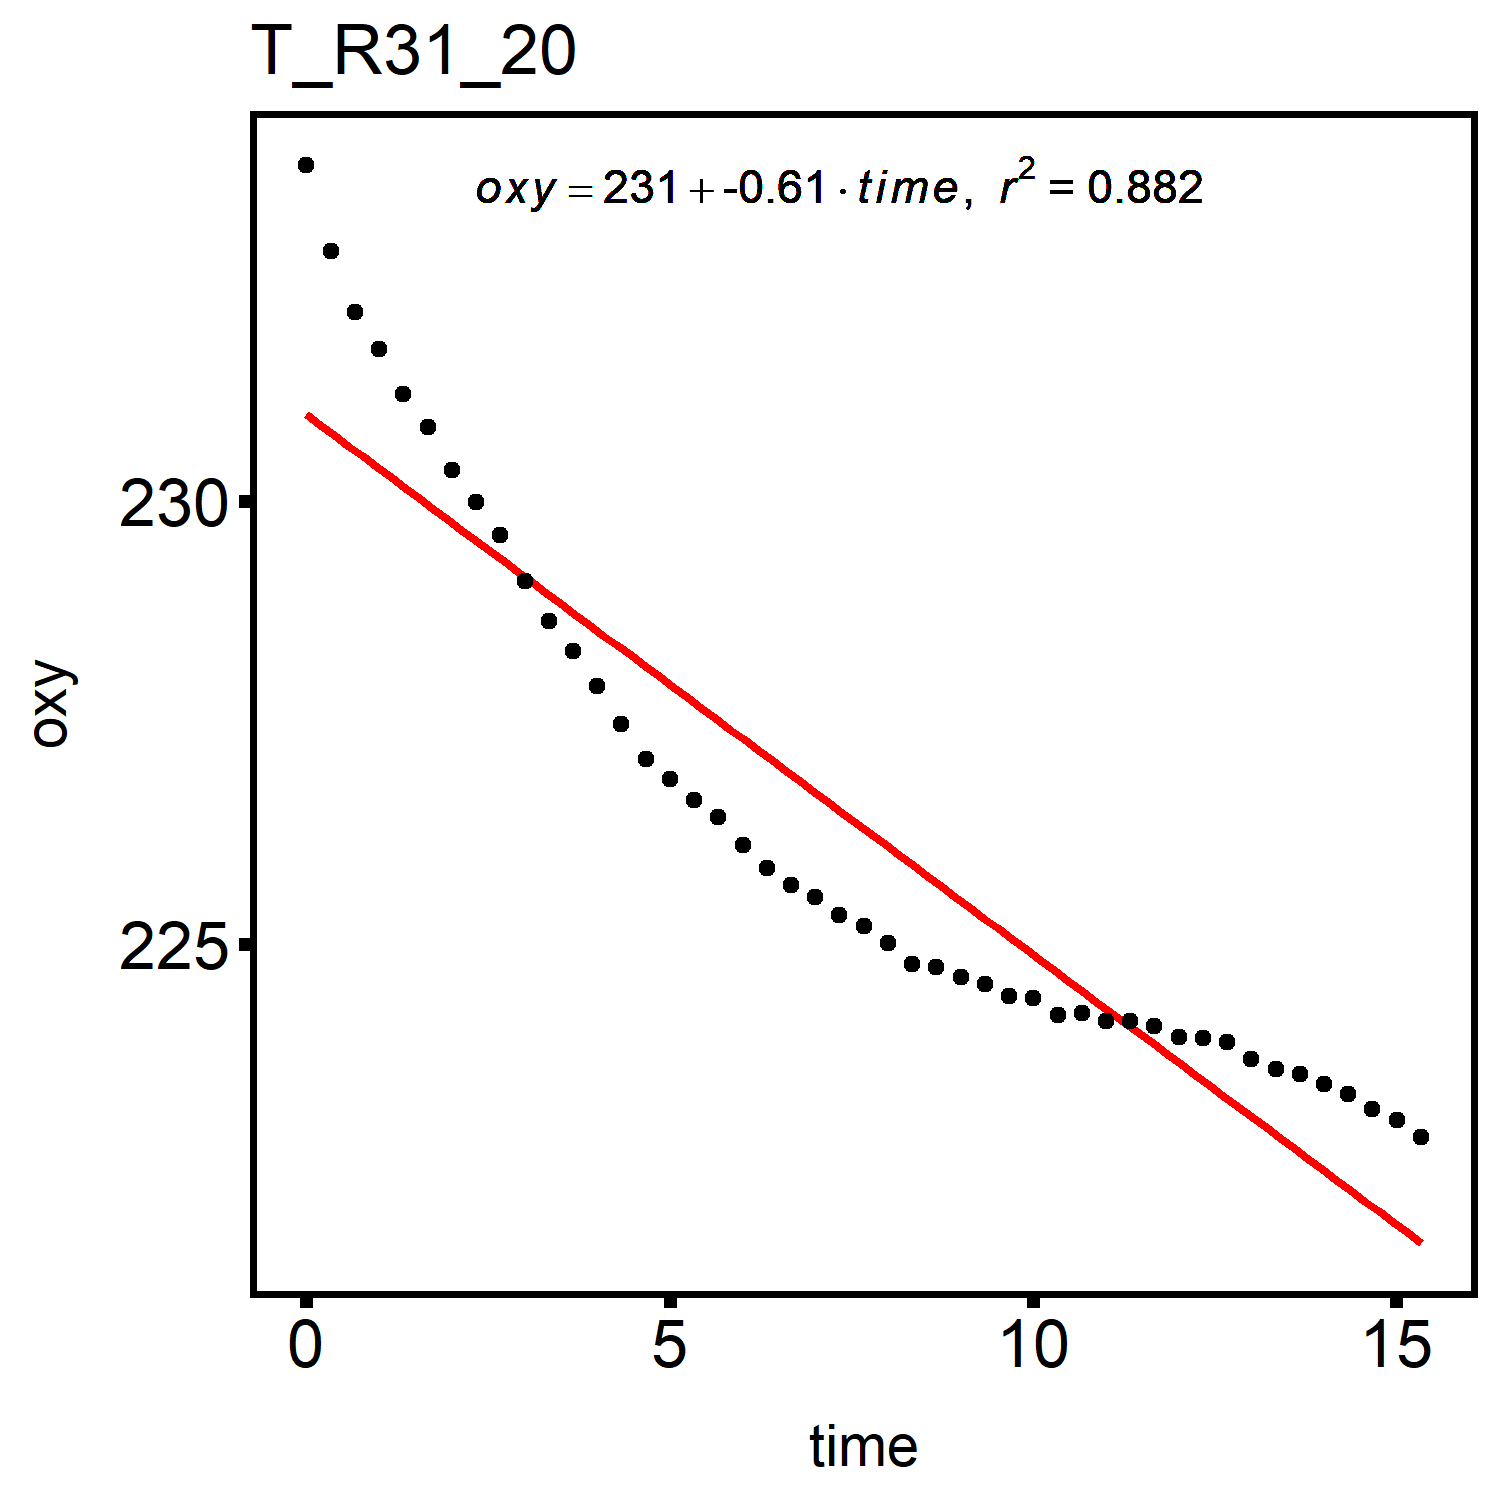 T_R31_20
oxy = 231 + -0.61 · time, r² = 0.882
230
225
oxy
0 5 10 15
time